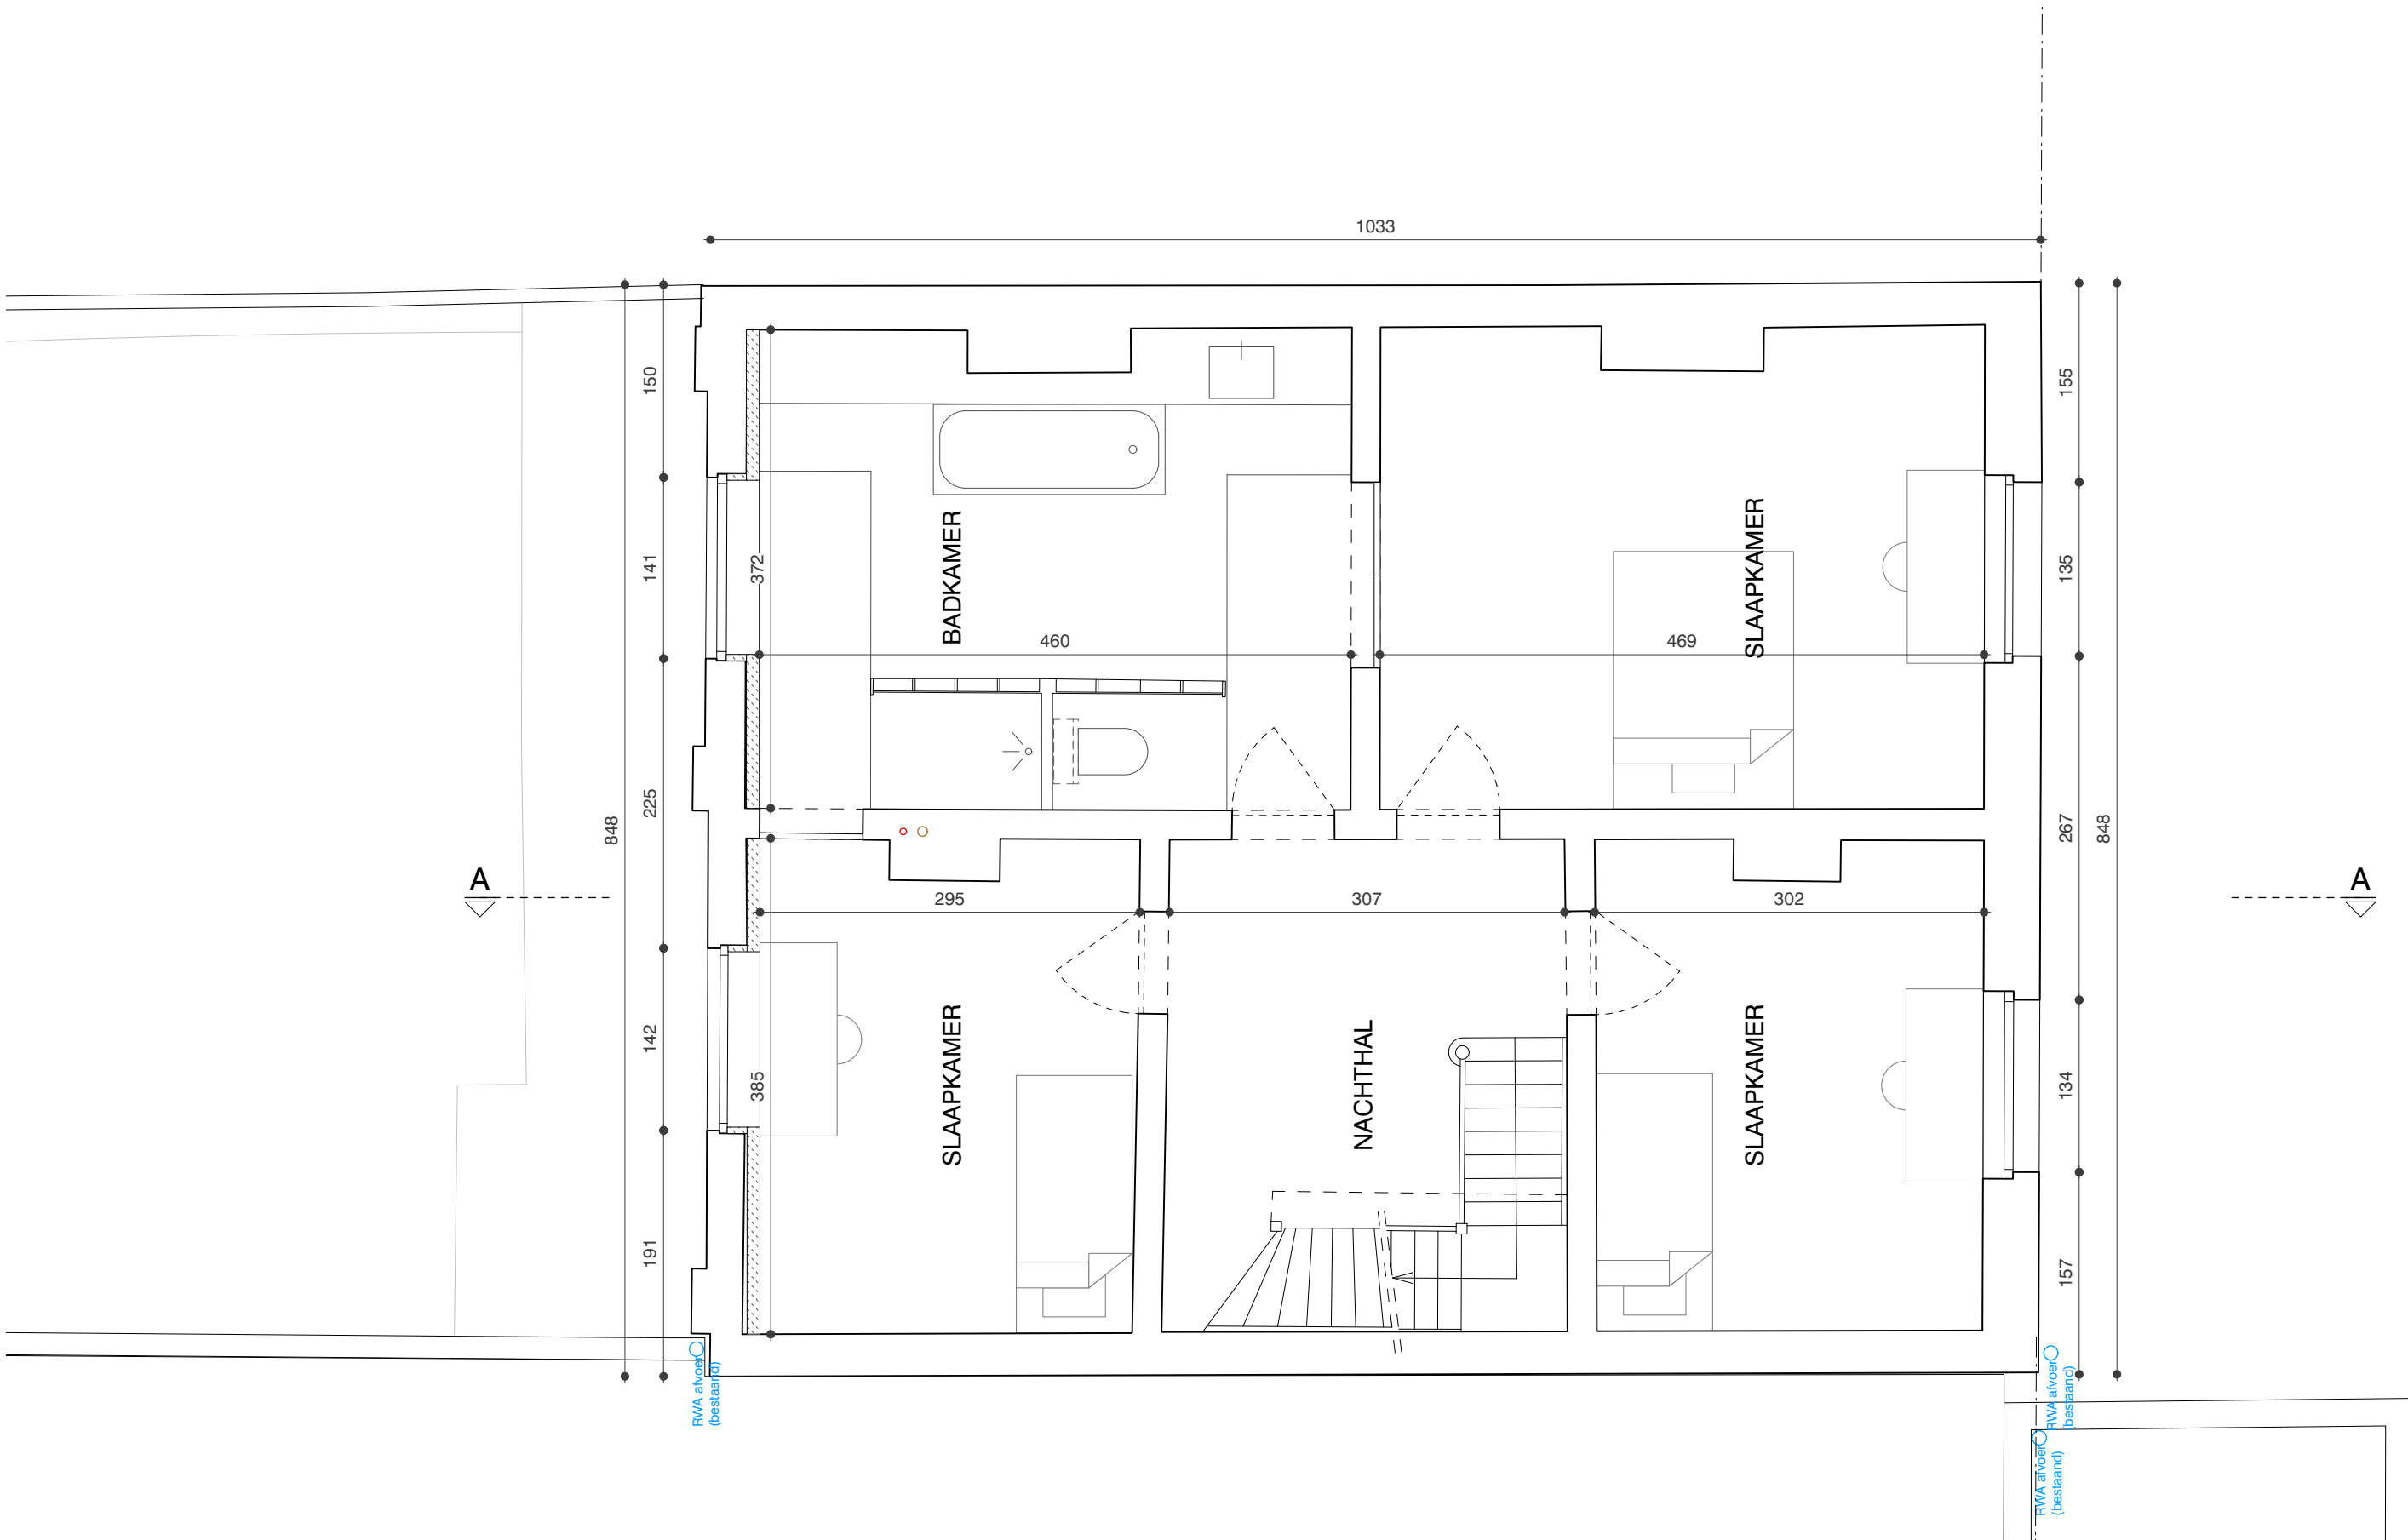 1033
150
155
141
372
135
BADKAMER
SLAAPKAMER
460
469
225
848
267
848
A
A
295
307
302
142
385
134
SLAAPKAMER
NACHTHAL
SLAAPKAMER
191
157
RWA afvoer
(bestaand)
RWA afvoer
(bestaand)
RWA afvoer
(bestaand)